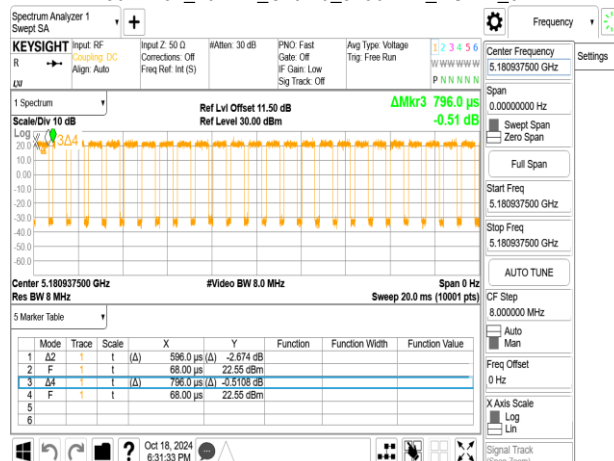 Spectrum Analyzer 1
Swept SA
Frequency
Settings
KEYSIGHT
R
Input: RF
Coupling: DC
Align: Auto
Input Z: 50 Ω
Corrections: Off
Freq Ref: Int (S)
#Atten: 30 dB
PNO: Fast
Gate: Off
IF Gain: Low
Sig Track: Off
Avg Type: Voltage
Trig: Free Run
1 2 3 4 5 6
W W W W W W
P N N N N N
1 Spectrum
Scale/Div 10 dB
Ref Lvl Offset 11.50 dB
Ref Level 30.00 dBm
ΔMkr3 796.0 µs
-0.51 dB
Log
3Δ4
20.0
10.0
0.00
-10.0
-20.0
-30.0
-40.0
-50.0
-60.0
Center 5.180937500 GHz
#Video BW 8.0 MHz
Span 0 Hz
Res BW 8 MHz
Sweep 20.0 ms (10001 pts)
5 Marker Table
Mode Trace Scale X Y Function Function Width Function Value
1 Δ2 1 t (Δ) 596.0 µs (Δ) -2.674 dB
2 F 1 t 68.00 µs 22.55 dBm
3 Δ4 1 t (Δ) 796.0 µs (Δ) -0.5108 dB
4 F 1 t 68.00 µs 22.55 dBm
5
6
?
Oct 18, 2024
6:31:33 PM
Center Frequency
5.180937500 GHz
Span
0.00000000 Hz
Swept Span
Zero Span
Full Span
Start Freq
5.180937500 GHz
Stop Freq
5.180937500 GHz
AUTO TUNE
CF Step
8.000000 MHz
Auto
Man
Freq Offset
0 Hz
X Axis Scale
Log
Lin
Signal Track